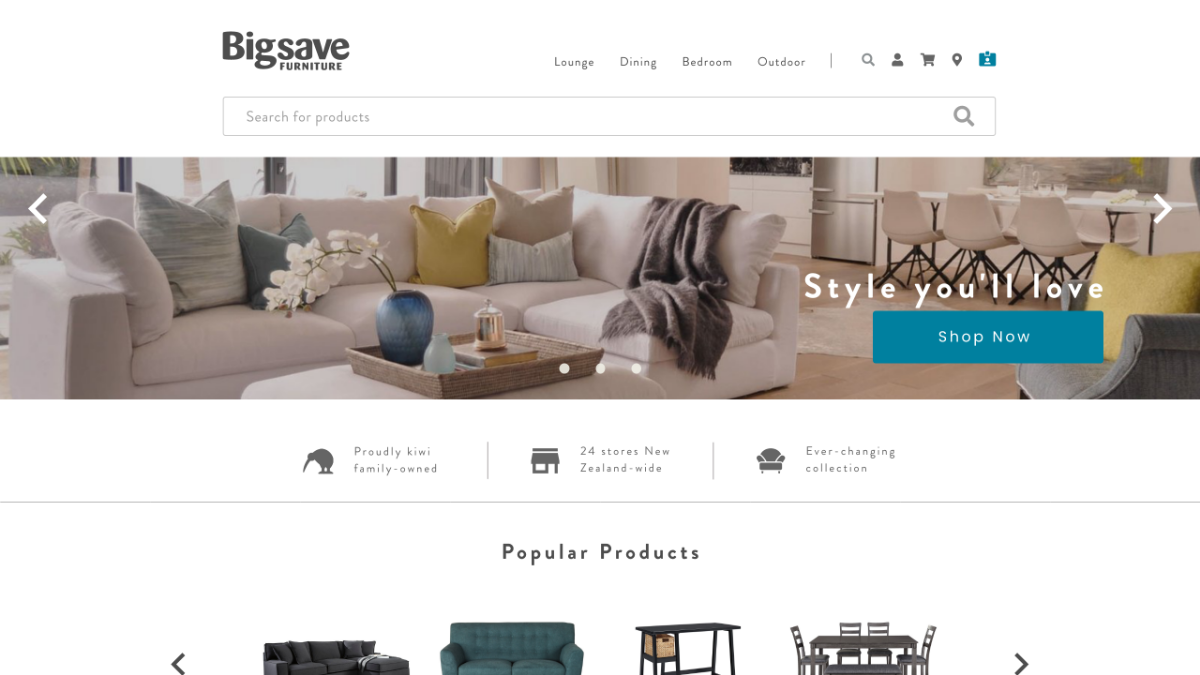 Bigsave
FURNITURE
Lounge Dining Bedroom Outdoor
Search for products
Style you'll love
Shop Now
Proudly kiwi
family-owned
24 stores New
Zealand-wide
Ever-changing
collection
Popular Products